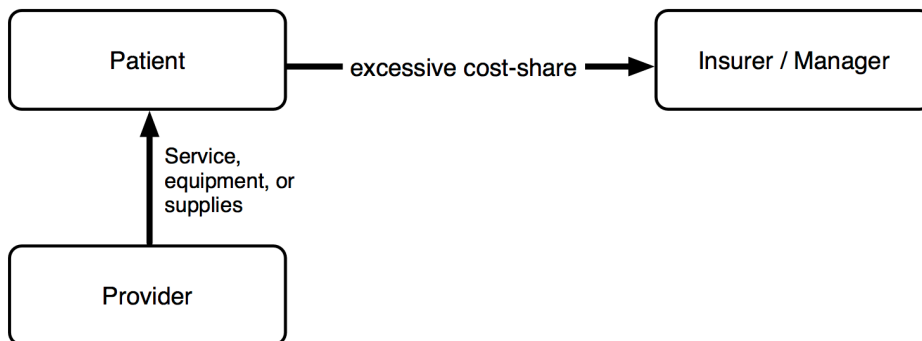 Patient
excessive cost-share
Insurer / Manager
Service,
equipment, or
supplies
Provider